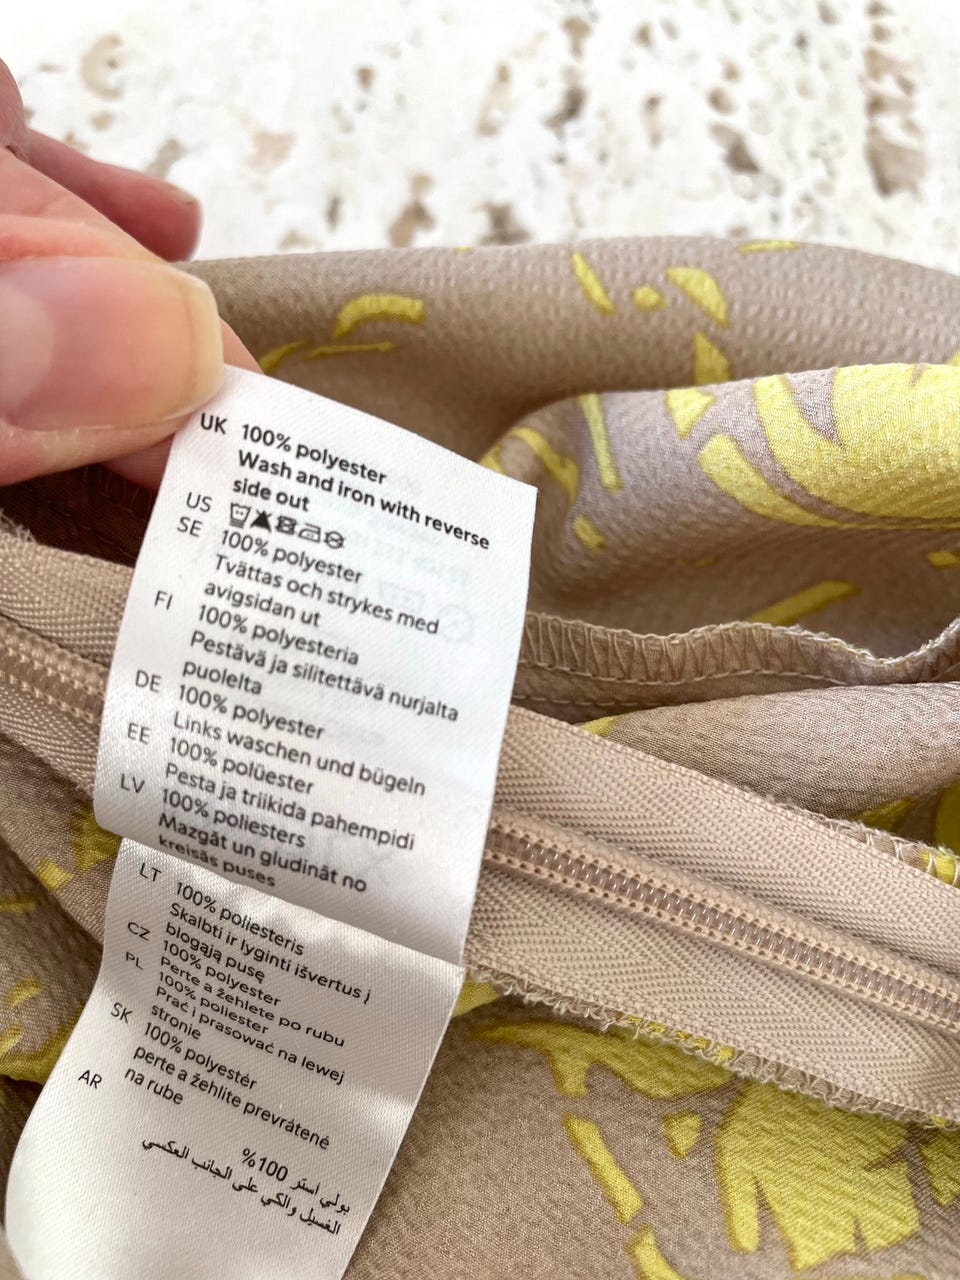 UK 100% polyester
Wash and iron with reverse
side out
US
SE 100% polyester
Tvättas och strykes med
avigsidan ut
FI 100% polyesteria
Pestävä ja silitettävä nurjalta
puolelta
DE 100% polyester
Links waschen und bügeln
EE 100% polüester
Pesta ja triikida pahempidi
LV 100% poliesters
Mazgāt un gludināt no
kreisās puses
LT 100% poliesteris
Skalbti ir lyginti išvertus į
blogąją pusę
CZ 100% polyester
Perte a žehlete po rubu
PL 100% poliester
Prać i prasować na lewej
stronie
SK 100% polyestér
perte a žehlite prevrátené
na rube
AR
بولي استر 100%
الغسيل والكي على الجانب العكسي